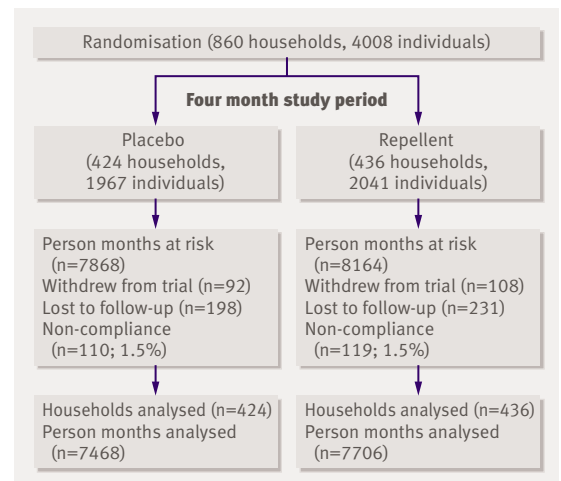 Randomisation (860 households, 4008 individuals)
Four month study period
Placebo
(424 households,
1967 individuals)
Repellent
(436 households,
2041 individuals)
Person months at risk
(n=7868)
Withdrew from trial (n=92)
Lost to follow-up (n=198)
Non-compliance
(n=110; 1.5%)
Person months at risk
(n=8164)
Withdrew from trial (n=108)
Lost to follow-up (n=231)
Non-compliance
(n=119; 1.5%)
Households analysed (n=424)
Person months analysed
(n=7468)
Households analysed (n=436)
Person months analysed
(n=7706)